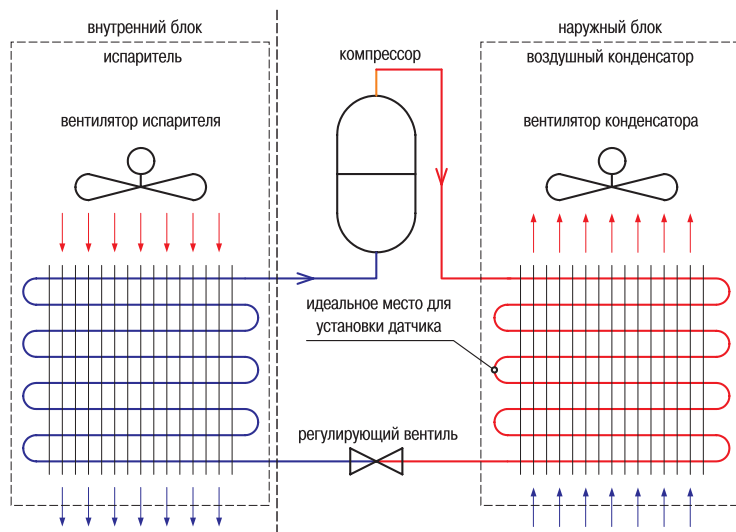 внутренний блок
испаритель
вентилятор испарителя
компрессор
наружный блок
воздушный конденсатор
вентилятор конденсатора
идеальное место для
установки датчика
регулирующий вентиль